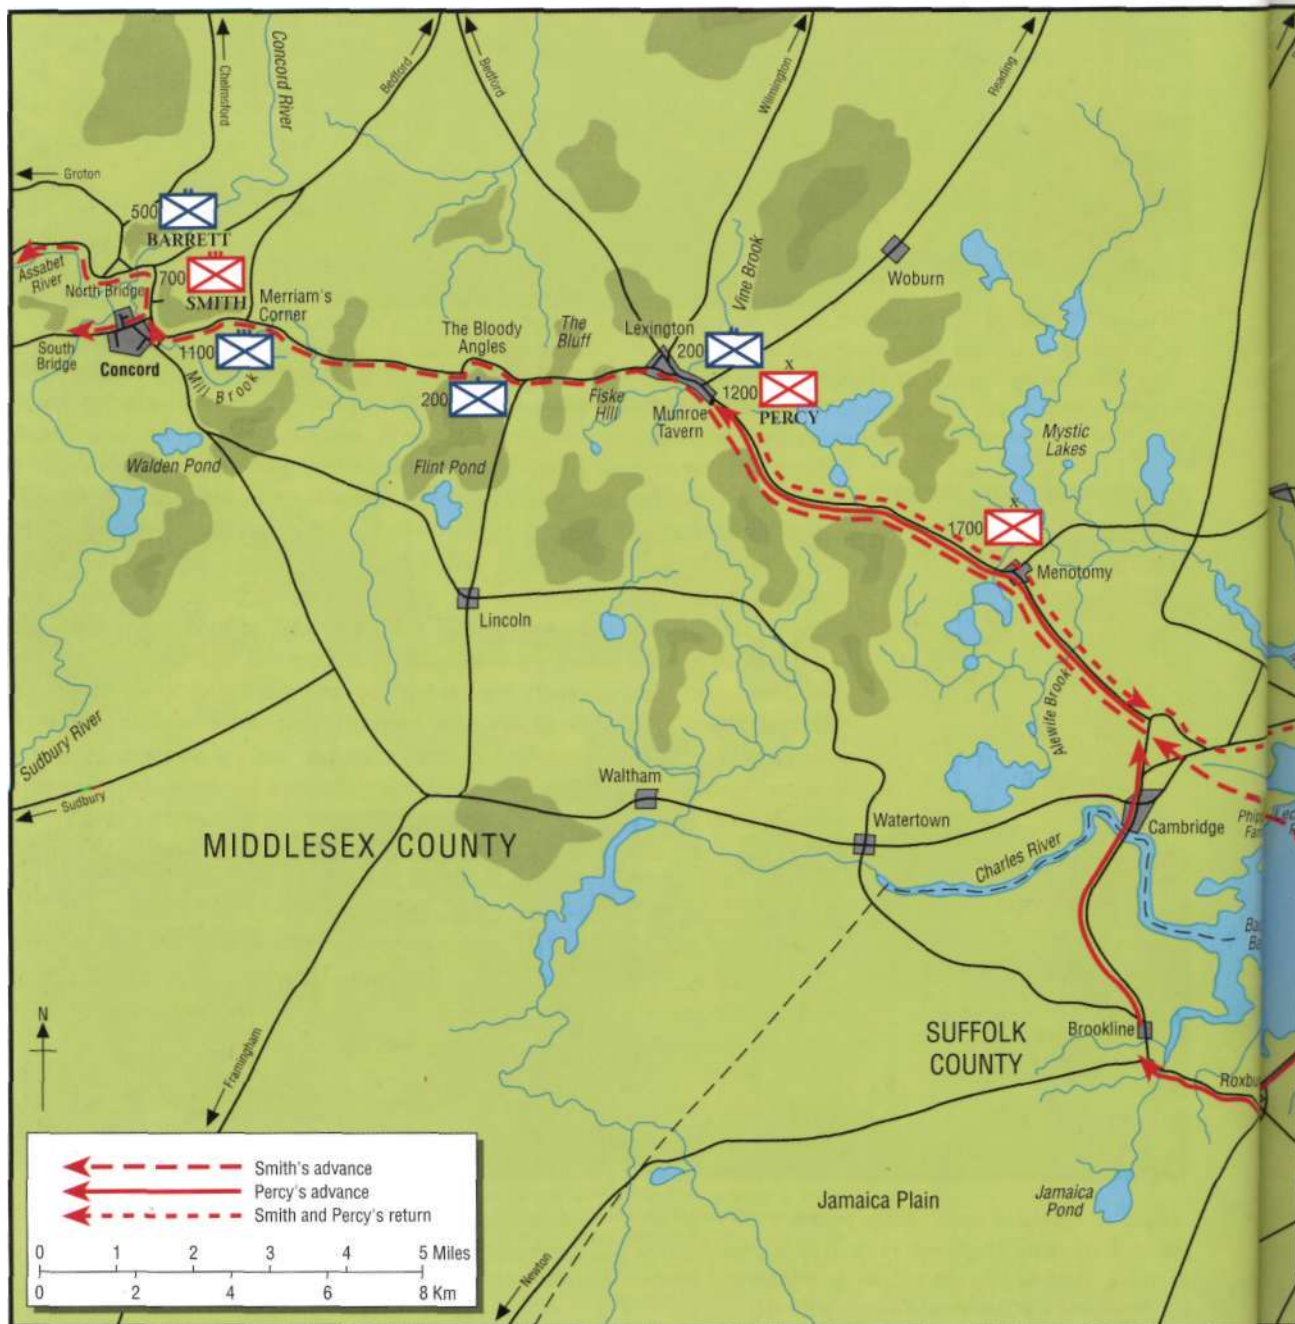 Chelmsford
Concord River
Bedford
Bedford
Wilmington
Reading
Groton
500
BARRETT
Assabet
River
North Bridge
700
SMITH
Merriam's
Corner
South
Bridge
Concord
1100
Mill Brook
The Bloody
Angles
200
The
Bluff
Fiske
Hill
Lexington
200
Vine Brook
Woburn
X
1200
PERCY
Munroe
Tavern
Walden Pond
Flint Pond
Mystic
Lakes
X
1700
Menotomy
Lincoln
Alewife Brook
Sudbury River
Sudbury
Waltham
Watertown
Cambridge
Charles River
MIDDLESEX COUNTY
SUFFOLK
COUNTY
Brookline
Framingham
N
Jamaica Plain
Jamaica
Pond
Newton
Smith's advance
Percy's advance
Smith and Percy's return
0 1 2 3 4 5 Miles
0 2 4 6 8 Km